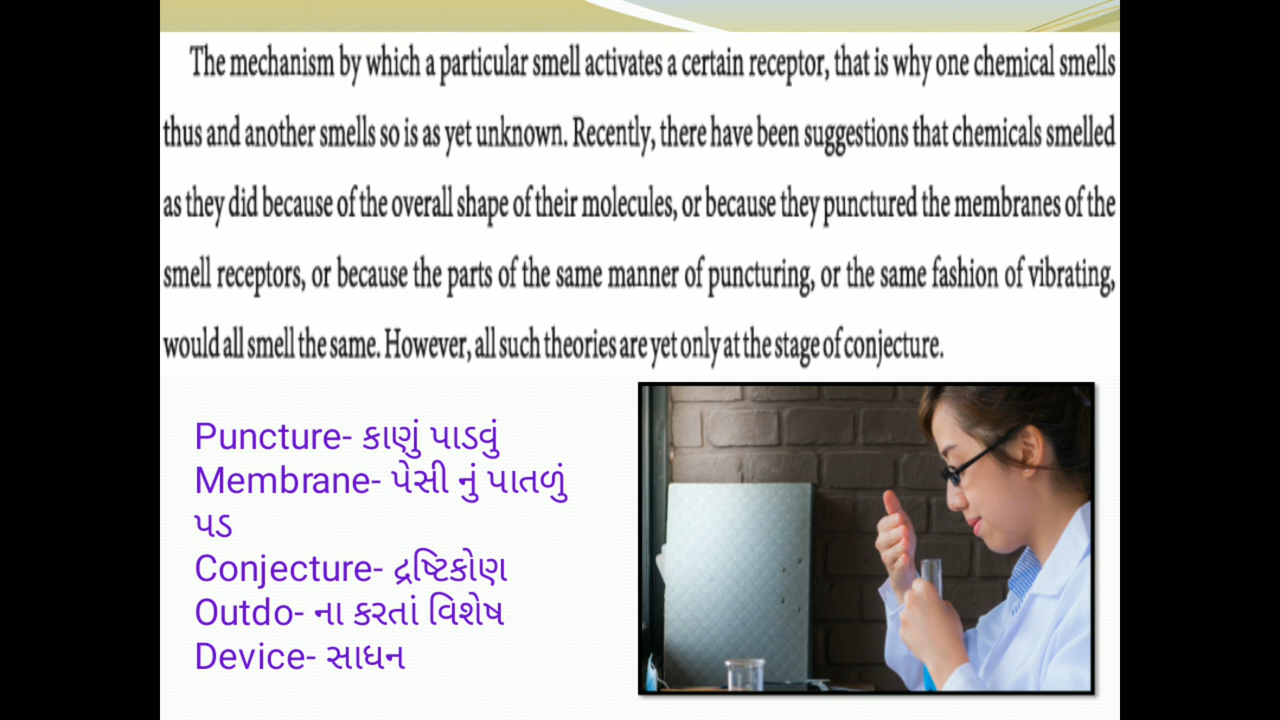 The mechanism by which a particular smell activates a certain receptor, that is why one chemical smells
thus and another smells so is as yet unknown. Recently, there have been suggestions that chemicals smelled
as they did because of the overall shape of their molecules, or because they punctured the membranes of the
smell receptors, or because the parts of the same manner of puncturing, or the same fashion of vibrating,
would all smell the same. However, all such theories are yet only at the stage of conjecture.
Puncture- કાણું પાડવું
Membrane- પેસી નું પાતળું
પડ
Conjecture- દ્રષ્ટિકોણ
Outdo- ના કરતાં વિશેષ
Device- સાધન